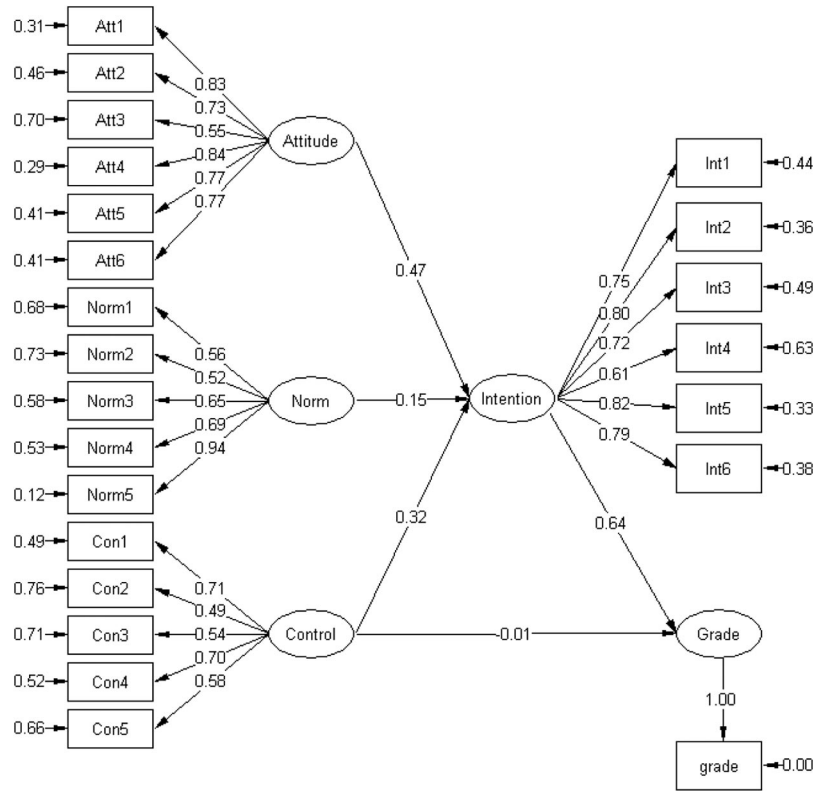 0.31 Att1
0.46 Att2
0.70 Att3
0.29 Att4
0.41 Att5
0.41 Att6
0.83
0.73
0.55
0.84
0.77
0.77
Attitude
0.68 Norm1
0.73 Norm2
0.58 Norm3
0.53 Norm4
0.12 Norm5
0.56
0.52
0.65
0.69
0.94
Norm
0.49 Con1
0.76 Con2
0.71 Con3
0.52 Con4
0.66 Con5
0.71
0.49
0.54
0.70
0.58
Control
0.47
0.15
0.32
-0.01
Intention
0.75
0.80
0.72
0.61
0.82
0.79
Int1 0.44
Int2 0.36
Int3 0.49
Int4 0.63
Int5 0.33
Int6 0.38
0.64
Grade
1.00
grade 0.00